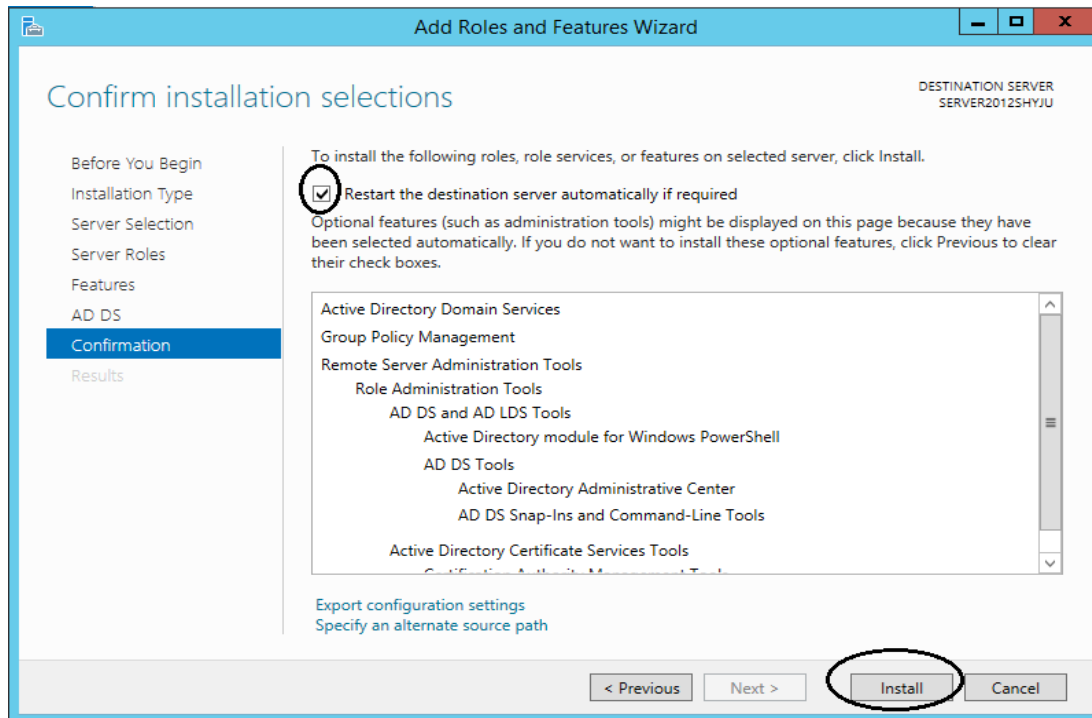 Add Roles and Features Wizard
Confirm installation selections
DESTINATION SERVER
SERVER2012SHYJU
Before You Begin
Installation Type
Server Selection
Server Roles
Features
AD DS
Confirmation
Results
To install the following roles, role services, or features on selected server, click Install.
Restart the destination server automatically if required
Optional features (such as administration tools) might be displayed on this page because they have
been selected automatically. If you do not want to install these optional features, click Previous to clear
their check boxes.
Active Directory Domain Services
Group Policy Management
Remote Server Administration Tools
Role Administration Tools
AD DS and AD LDS Tools
Active Directory module for Windows PowerShell
AD DS Tools
Active Directory Administrative Center
AD DS Snap-Ins and Command-Line Tools
Active Directory Certificate Services Tools
Certification Authority Management Tools
Export configuration settings
Specify an alternate source path
< Previous
Next >
Install
Cancel